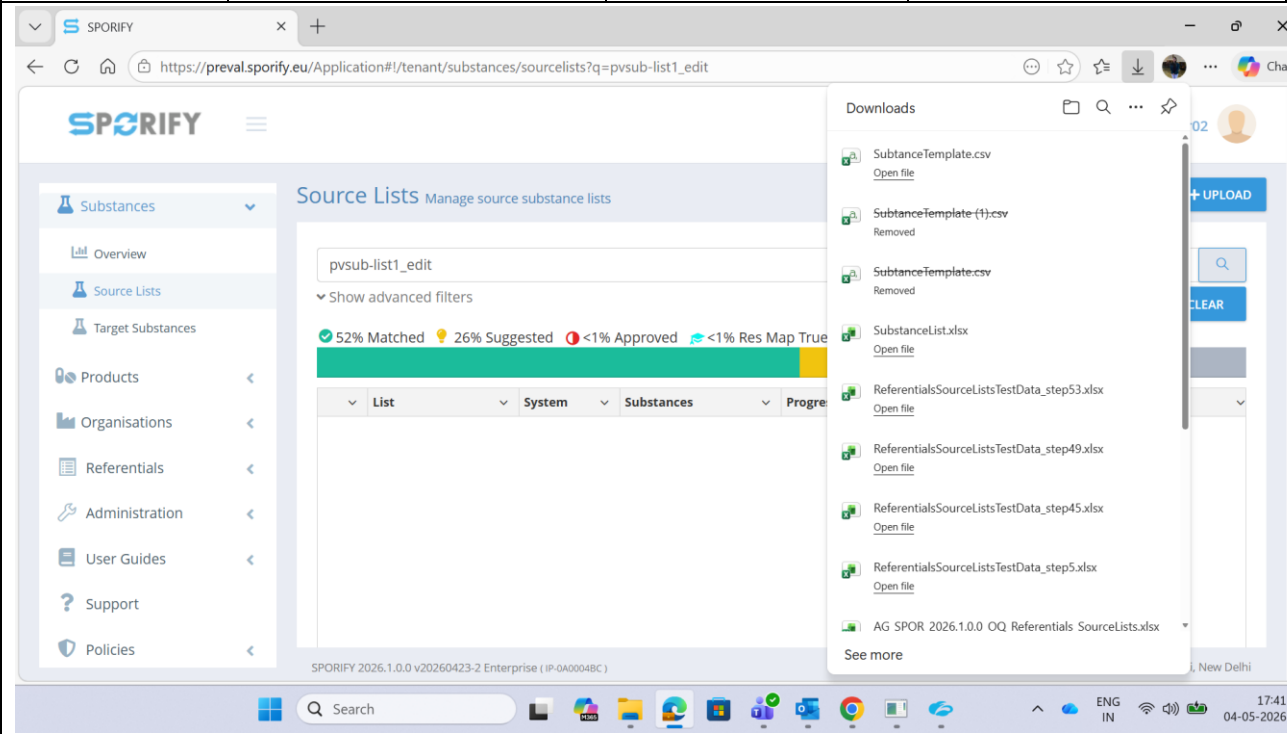 SPORIFY
https://preval.sporify.eu/Application#!/tenant/substances/sourcelists?q=pvsub-list1_edit
Cha
SPORIFY
r02
Downloads
SubtanceTemplate.csv
Open file
SubtanceTemplate (1).csv
Removed
SubtanceTemplate.csv
Removed
SubstanceList.xlsx
Open file
ReferentialsSourceListsTestData_step53.xlsx
Open file
ReferentialsSourceListsTestData_step49.xlsx
Open file
ReferentialsSourceListsTestData_step45.xlsx
Open file
ReferentialsSourceListsTestData_step5.xlsx
Open file
AG SPOR 2026.1.0.0 OQ Referentials SourceLists.xlsx
See more
Substances
Overview
Source Lists
Target Substances
Products
Organisations
Referentials
Administration
User Guides
Support
Policies
Source Lists Manage source substance lists
+ UPLOAD
pvsub-list1_edit
Show advanced filters
CLEAR
52% Matched 26% Suggested <1% Approved <1% Res Map True
List System Substances Progre
SPORIFY 2026.1.0.0 v20260423-2 Enterprise ( IP-0A0004BC )
i, New Delhi
Search
M365
ENG
IN
17:41
04-05-2026